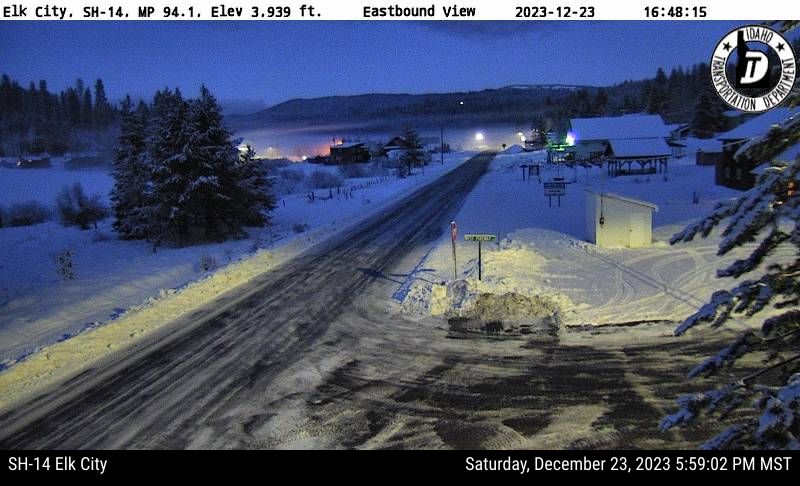 Elk City, SH-14, MP 94.1, Elev 3,939 ft. Eastbound View 2023-12-23 16:48:15
IDAHO
D
TRANSPORTATION DEPARTMENT
SH-14 Elk City Saturday, December 23, 2023 5:59:02 PM MST